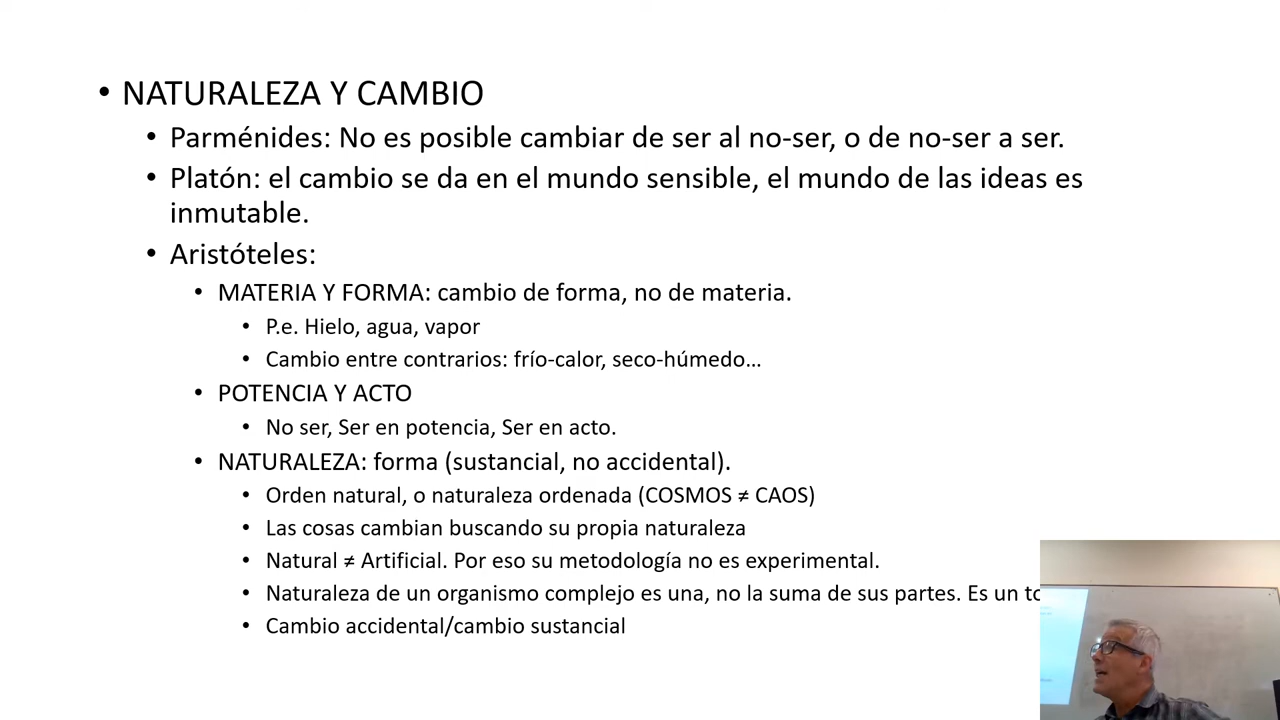 • NATURALEZA Y CAMBIO
• Parménides: No es posible cambiar de ser al no-ser, o de no-ser a ser.
• Platón: el cambio se da en el mundo sensible, el mundo de las ideas es
inmutable.
• Aristóteles:
• MATERIA Y FORMA: cambio de forma, no de materia.
• P.e. Hielo, agua, vapor
• Cambio entre contrarios: frío-calor, seco-húmedo…
• POTENCIA Y ACTO
• No ser, Ser en potencia, Ser en acto.
• NATURALEZA: forma (sustancial, no accidental).
• Orden natural, o naturaleza ordenada (COSMOS ≠ CAOS)
• Las cosas cambian buscando su propia naturaleza
• Natural ≠ Artificial. Por eso su metodología no es experimental.
• Naturaleza de un organismo complejo es una, no la suma de sus partes. Es un
• Cambio accidental/cambio sustancial